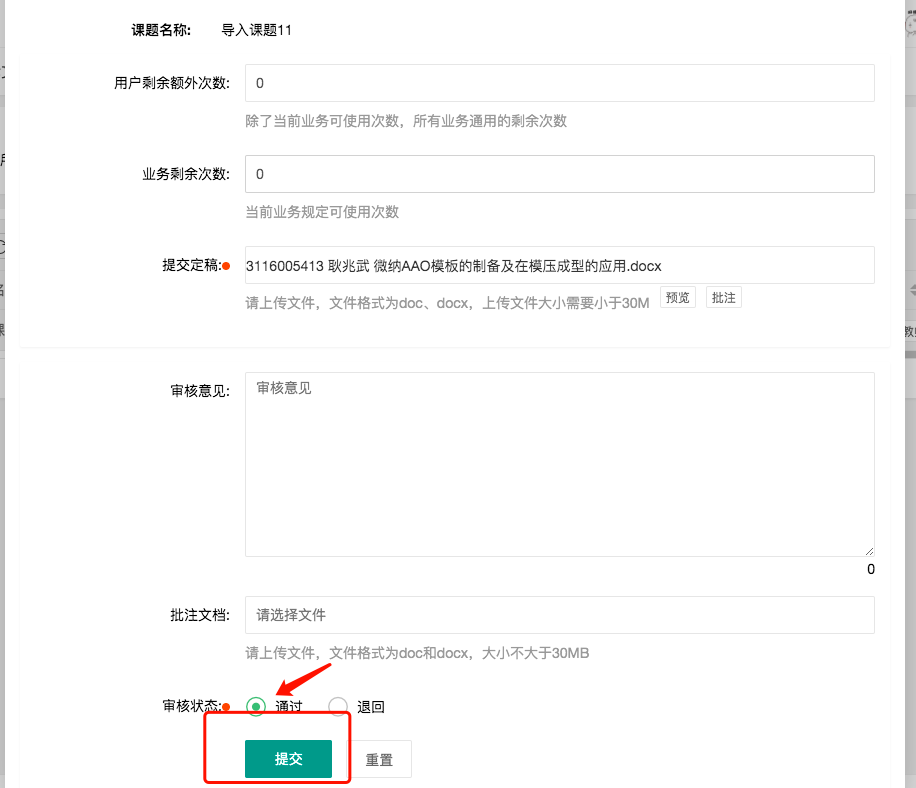 课题名称: 导入课题11
用户剩余额外次数: 0
除了当前业务可使用次数，所有业务通用的剩余次数
业务剩余次数: 0
当前业务规定可使用次数
提交定稿: 3116005413 耿兆武 微纳AAO模板的制备及在模压成型的应用.docx
请上传文件，文件格式为doc、docx，上传文件大小需要小于30M 预览 批注
审核意见: 审核意见
0
批注文档: 请选择文件
请上传文件，文件格式为doc和docx，大小不大于30MB
审核状态: 通过 退回
提交 重置